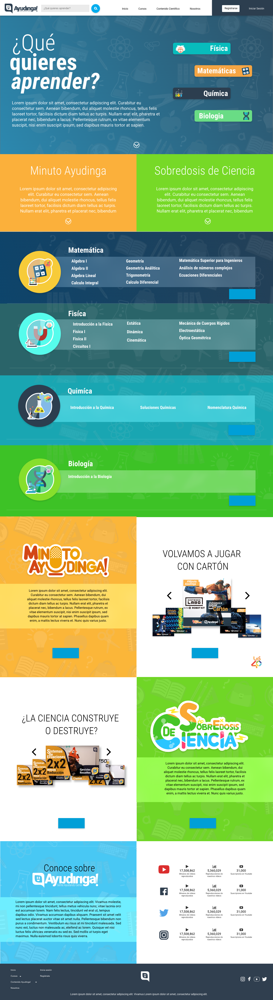 Ayudinga!
¿Qué quieres aprender?
Inicio
Cursos
Contenido Científico
Nosotros
Registrarse
Iniciar Sesión
¿Qué
quieres
aprender?
Lorem ipsum dolor sit amet, consectetur adipiscing elit. Curabitur eu
consectetur sem. Aenean bibendum, dui aliquet molestie rhoncus, tellus felis
laoreet tortor, facilisis dictum diam tellus ac turpis. Nullam erat elit, pharetra et
placerat nec, bibendum a lacus. Pellentesque rutrum, ex vitae elementum
suscipit, nisi enim suscipit ipsum, sed dapibus mauris tortor at sapien.
Física
Matemáticas
Química
Biologia
Minuto Ayudinga
Lorem ipsum dolor sit amet, consectetur adipiscing
elit. Curabitur eu consectetur sem. Aenean
bibendum, dui aliquet molestie rhoncus, tellus felis
laoreet tortor, facilisis dictum diam tellus ac turpis.
Nullam erat elit, pharetra et placerat nec, bibendum
Sobredosis de Ciencia
Lorem ipsum dolor sit amet, consectetur adipiscing
elit. Curabitur eu consectetur sem. Aenean
bibendum, dui aliquet molestie rhoncus, tellus felis
laoreet tortor, facilisis dictum diam tellus ac turpis.
Nullam erat elit, pharetra et placerat nec, bibendum
Matemática
Algebra I
Algebra II
Algebra Lineal
Calculo Integral
Geometría
Geometría Análitica
Trigonometría
Calculo Diferencial
Matemática Superior para Ingenieros
Análisis de números complejos
Ecuaciones Diferenciales
Fisíca
Introducción a la Fisíca
Fisica I
Fisíca II
Circuitos I
Estática
Dinámica
Cinemática
Mecánica de Cuerpos Rígidos
Electroestática
Óptica Geométrica
Quimíca
Introducción a la Química
Soluciones Químicas
Nomenclatura Química
Biología
Introducción a la Biologia
MINUTO
AYUDINGA!
Lorem ipsum dolor sit amet, consectetur adipiscing elit.
Curabitur eu consectetur sem. Aenean bibendum, dui
aliquet molestie rhoncus, tellus felis laoreet tortor, facilisis
dictum diam tellus ac turpis. Nullam erat elit, pharetra et
placerat nec, bibendum a lacus. Pellentesque rutrum, ex
vitae elementum suscipit, nisi enim suscipit ipsum, sed
dapibus mauris tortor at sapien. Phasellus dapibus quam
enim, a mattis lectus viverra et. Nunc quis varius justo.
VOLVAMOS A JUGAR
CON CARTÓN
#Minuto
Ayudinga
NINTENDO
LABO
ROBOT KIT
Volvamos a
jugar con
Cartón
Ayudinga!
LOS
40
¿LA CIENCIA CONSTRUYE
O DESTRUYE?
Sistemas
de
Ecuaciones
2x2
Método
Reducción
Ejercicios
Resueltos
Sistemas
de
Ecuaciones
2x2
Igualación
Sistemas
de
Ecuaciones
2x2
Sustitución
Cramer
2x2
Teoría
SOBREDOSIS
DE CIENCIA
Lorem ipsum dolor sit amet, consectetur adipiscing elit.
Curabitur eu consectetur sem. Aenean bibendum, dui
aliquet molestie rhoncus, tellus felis laoreet tortor, facilisis
dictum diam tellus ac turpis. Nullam erat elit, pharetra et
placerat nec, bibendum a lacus. Pellentesque rutrum, ex
vitae elementum suscipit, nisi enim suscipit ipsum, sed
dapibus mauris tortor at sapien. Phasellus dapibus quam
enim, a mattis lectus viverra et. Nunc quis varius justo.
Conoce sobre
Ayudinga!
Gente Ayudando Gente
Lorem ipsum dolor sit amet, consectetur adipiscing elit. Vivamus molestie,
mi non pellentesque tincidunt, tellus metus vehicula nunc, vitae lacinia orci
est accumsan lorem. Nam felis lectus, tincidunt vel erat ut, tempus
dapibus odio. Vivamus accumsan dapibus aliquam. Praesent sit amet velit
sed lectus placerat auctor vitae sit amet nulla. Pellentesque bibendum non
purus a condimentum. Vestibulum eu risus at mi tincidunt malesuada. Sed
nunc est, luctus non malesuada ac, eleifend ac lorem. Quisque vel nisi
luctus felis ultricies venenatis eu sed ex. Sed mollis ut turpis eget
maximus. Nulla euismod lobortis risus quis viverra.
17,508,862
Minutos de videos
reproducidos
5,360,029
Reproducciones de
nuestros videos
31,000
Suscriptores en Youtube
17,508,862
Minutos de videos
reproducidos
5,360,029
Reproducciones de
nuestros videos
31,000
Suscriptores en Youtube
17,508,862
Minutos de videos
reproducidos
5,360,029
Reproducciones de
nuestros videos
31,000
Suscriptores en Youtube
17,508,862
Minutos de videos
reproducidos
5,360,029
Reproducciones de
nuestros videos
31,000
Suscriptores en Youtube
Inicio
Cursos
Contenido Ayudinga!
Nosotros
Inicia sesión
Regístrate
Lorem ipsum dolor sit amet, consectetur adipiscing elit. Vivamus Lorem ipsum dolor sit amet, consectetur adipiscing elit.